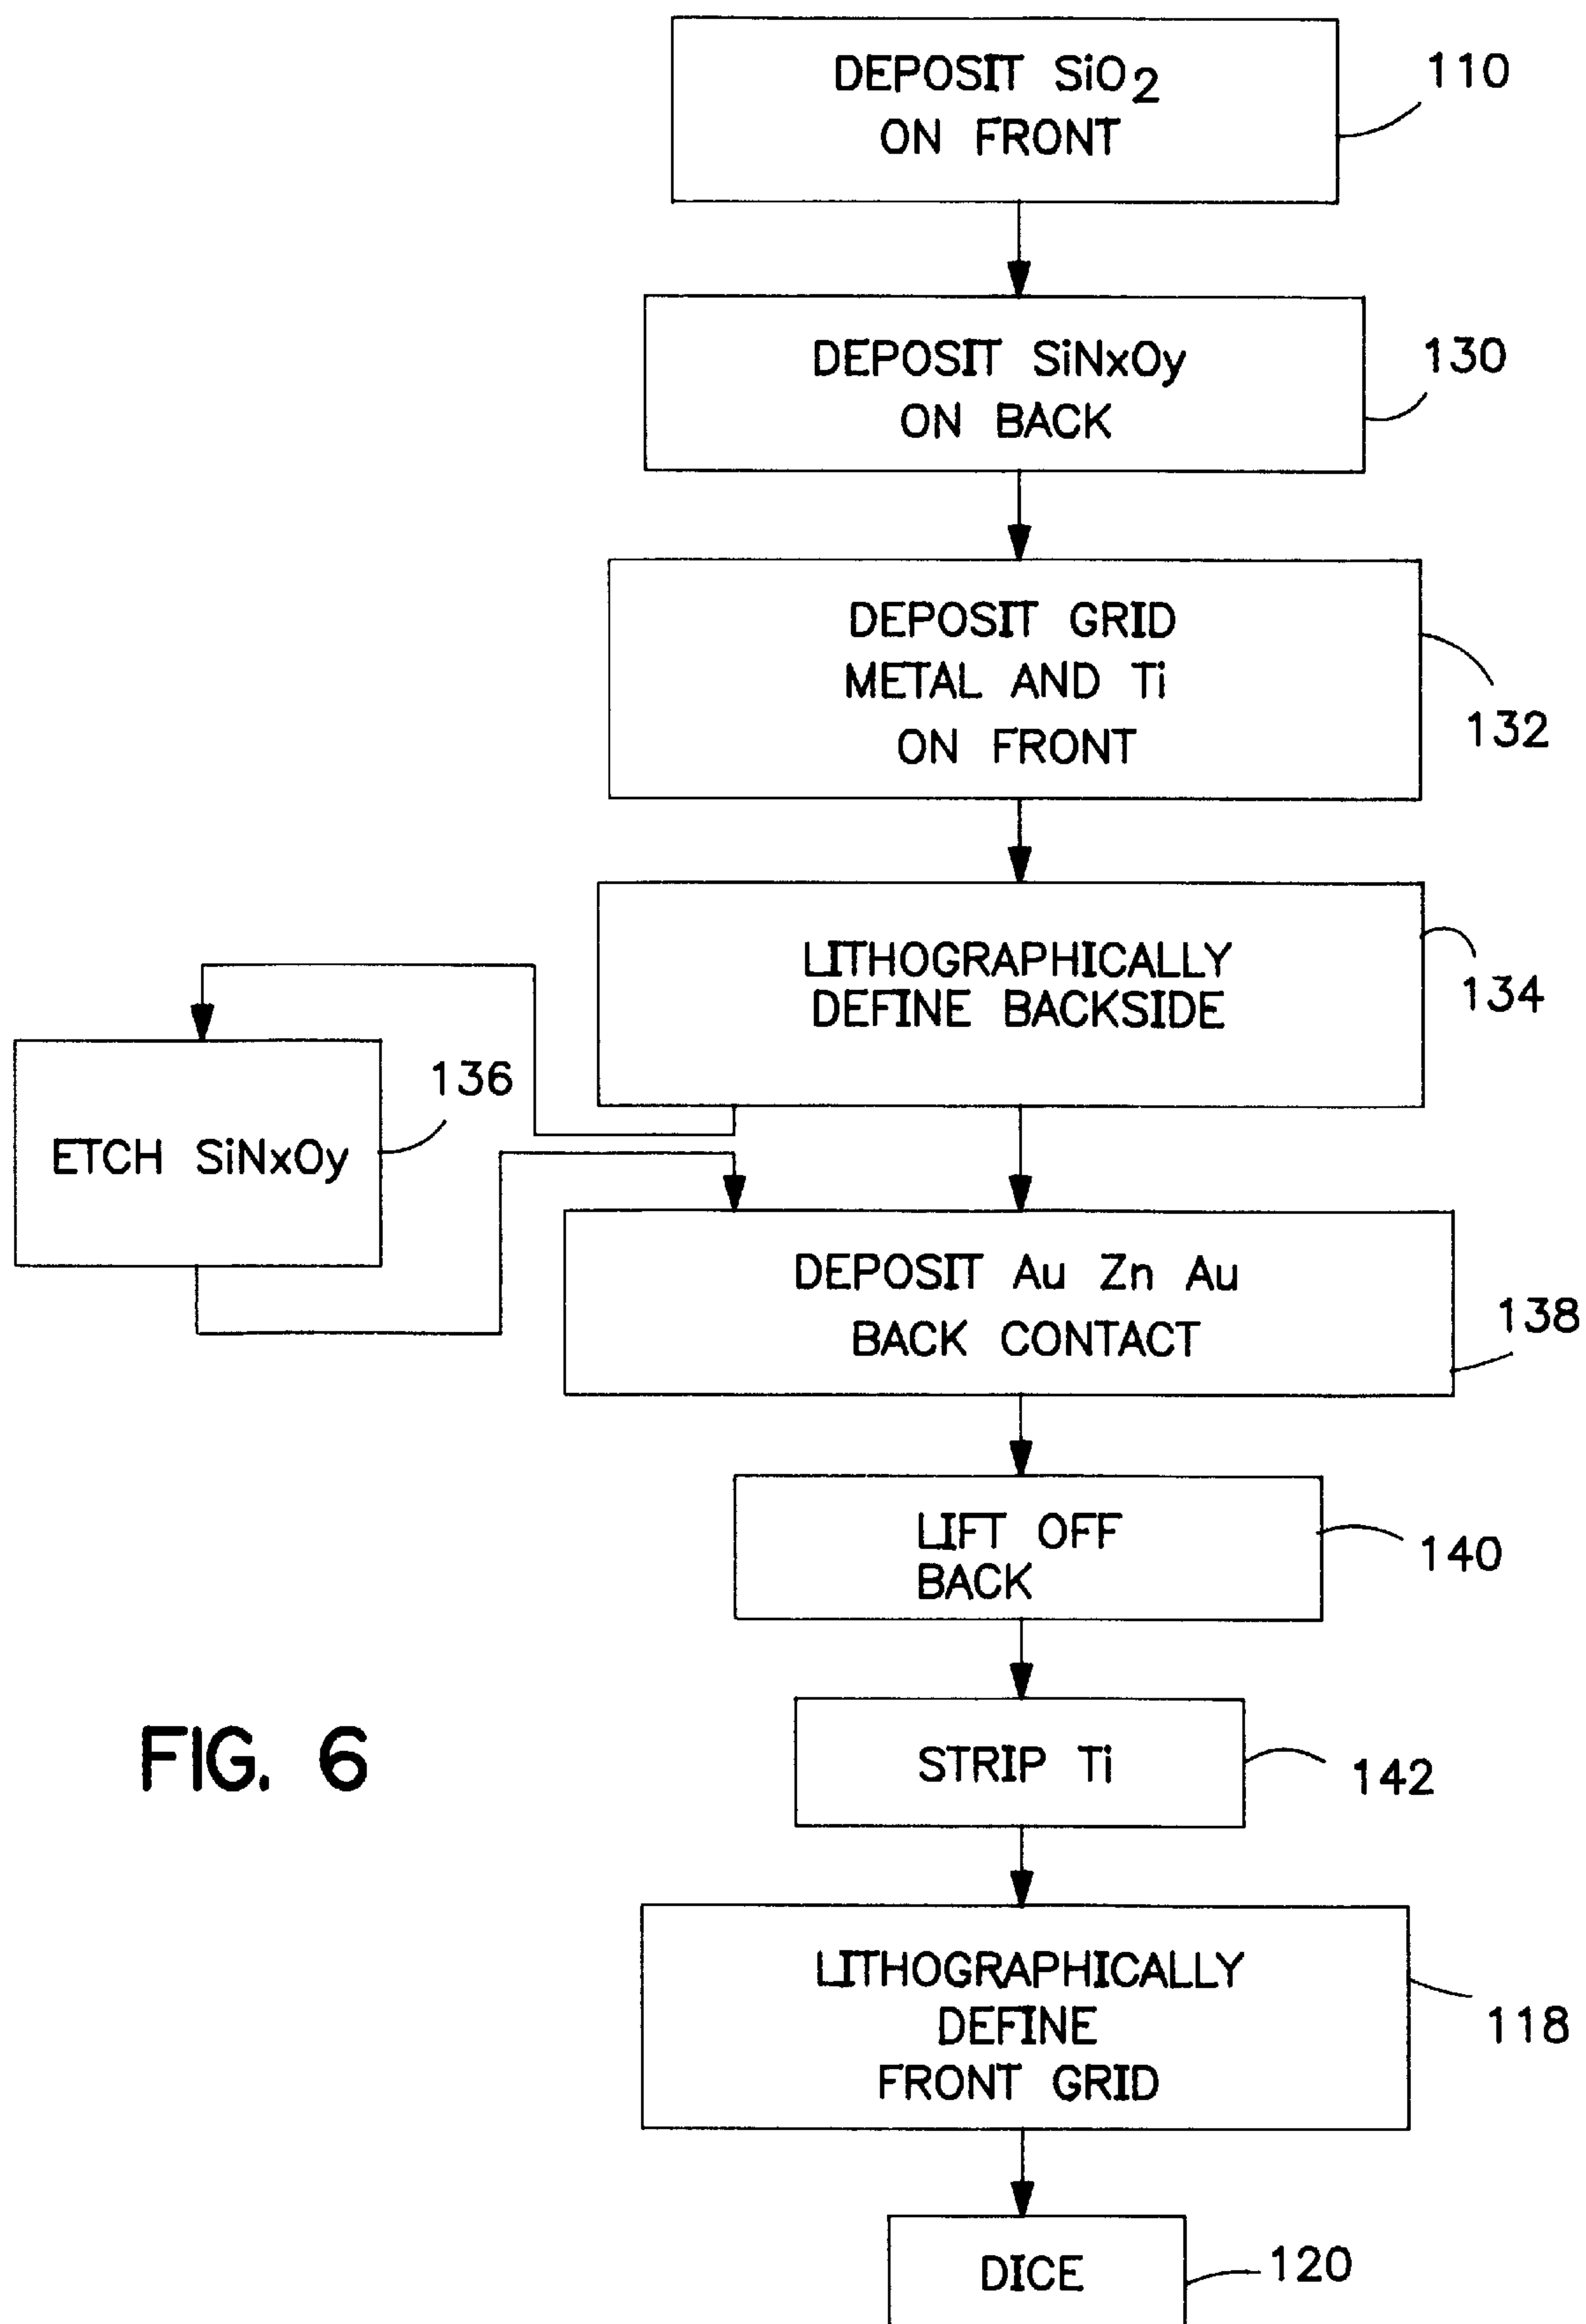 DEPOSIT SiO2
ON FRONT
110
DEPOSIT SiNxOy
ON BACK
130
DEPOSIT GRID
METAL AND Ti
ON FRONT
132
LITHOGRAPHICALLY
DEFINE BACKSIDE
134
ETCH SiNxOy
136
DEPOSIT Au Zn Au
BACK CONTACT
138
LIFT OFF
BACK
140
STRIP Ti
142
FIG. 6
LITHOGRAPHICALLY
DEFINE
FRONT GRID
118
DICE
120